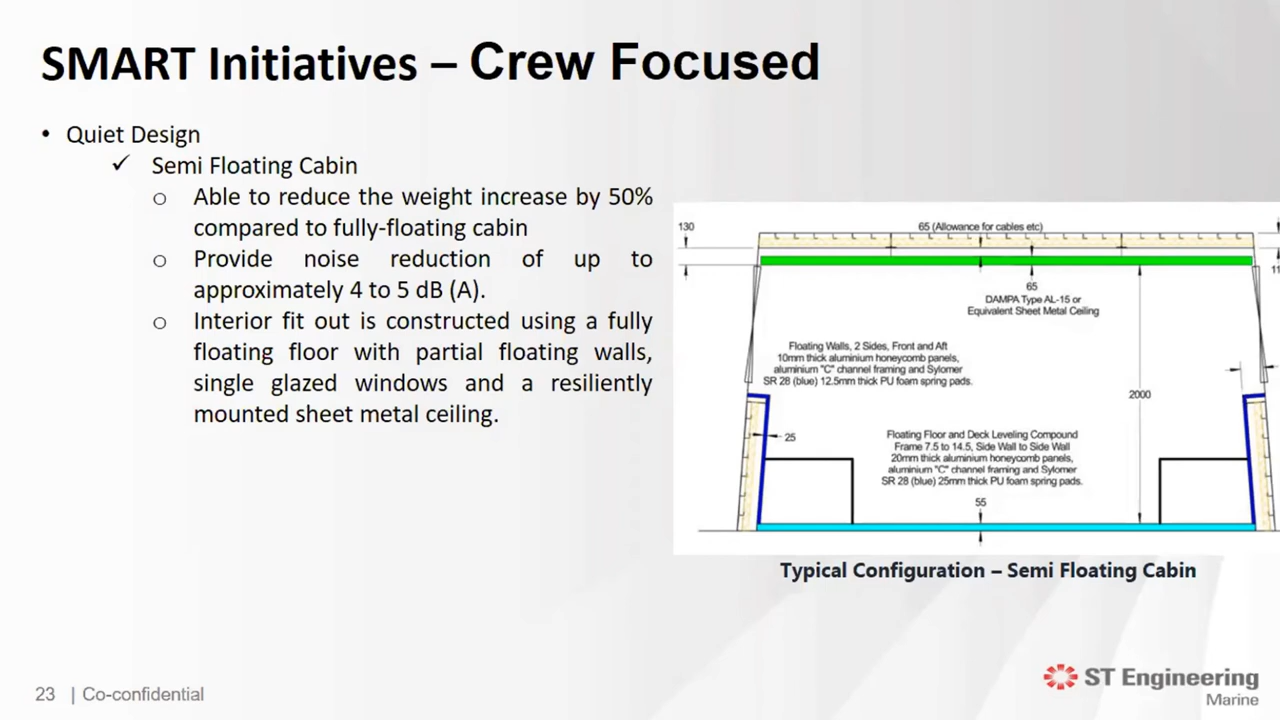 SMART Initiatives – Crew Focused
• Quiet Design
✓ Semi Floating Cabin
o Able to reduce the weight increase by 50%
compared to fully-floating cabin
o Provide noise reduction of up to
approximately 4 to 5 dB (A).
o Interior fit out is constructed using a fully
floating floor with partial floating walls,
single glazed windows and a resiliently
mounted sheet metal ceiling.
130
65 (Allowance for cables etc)
11
65
DAMPA Type AL-15 or
Equivalent Sheet Metal Ceiling
Floating Walls, 2 Sides, Front and Aft
10mm thick aluminium honeycomb panels,
aluminium "C" channel framing and Sylomer
SR 28 (blue) 12.5mm thick PU foam spring pads.
2000
25
Floating Floor and Deck Leveling Compound
Frame 7.5 to 14.5, Side Wall to Side Wall
20mm thick aluminium honeycomb panels,
aluminium "C" channel framing and Sylomer
SR 28 (blue) 25mm thick PU foam spring pads.
55
Typical Configuration – Semi Floating Cabin
23 | Co-confidential
ST Engineering
Marine